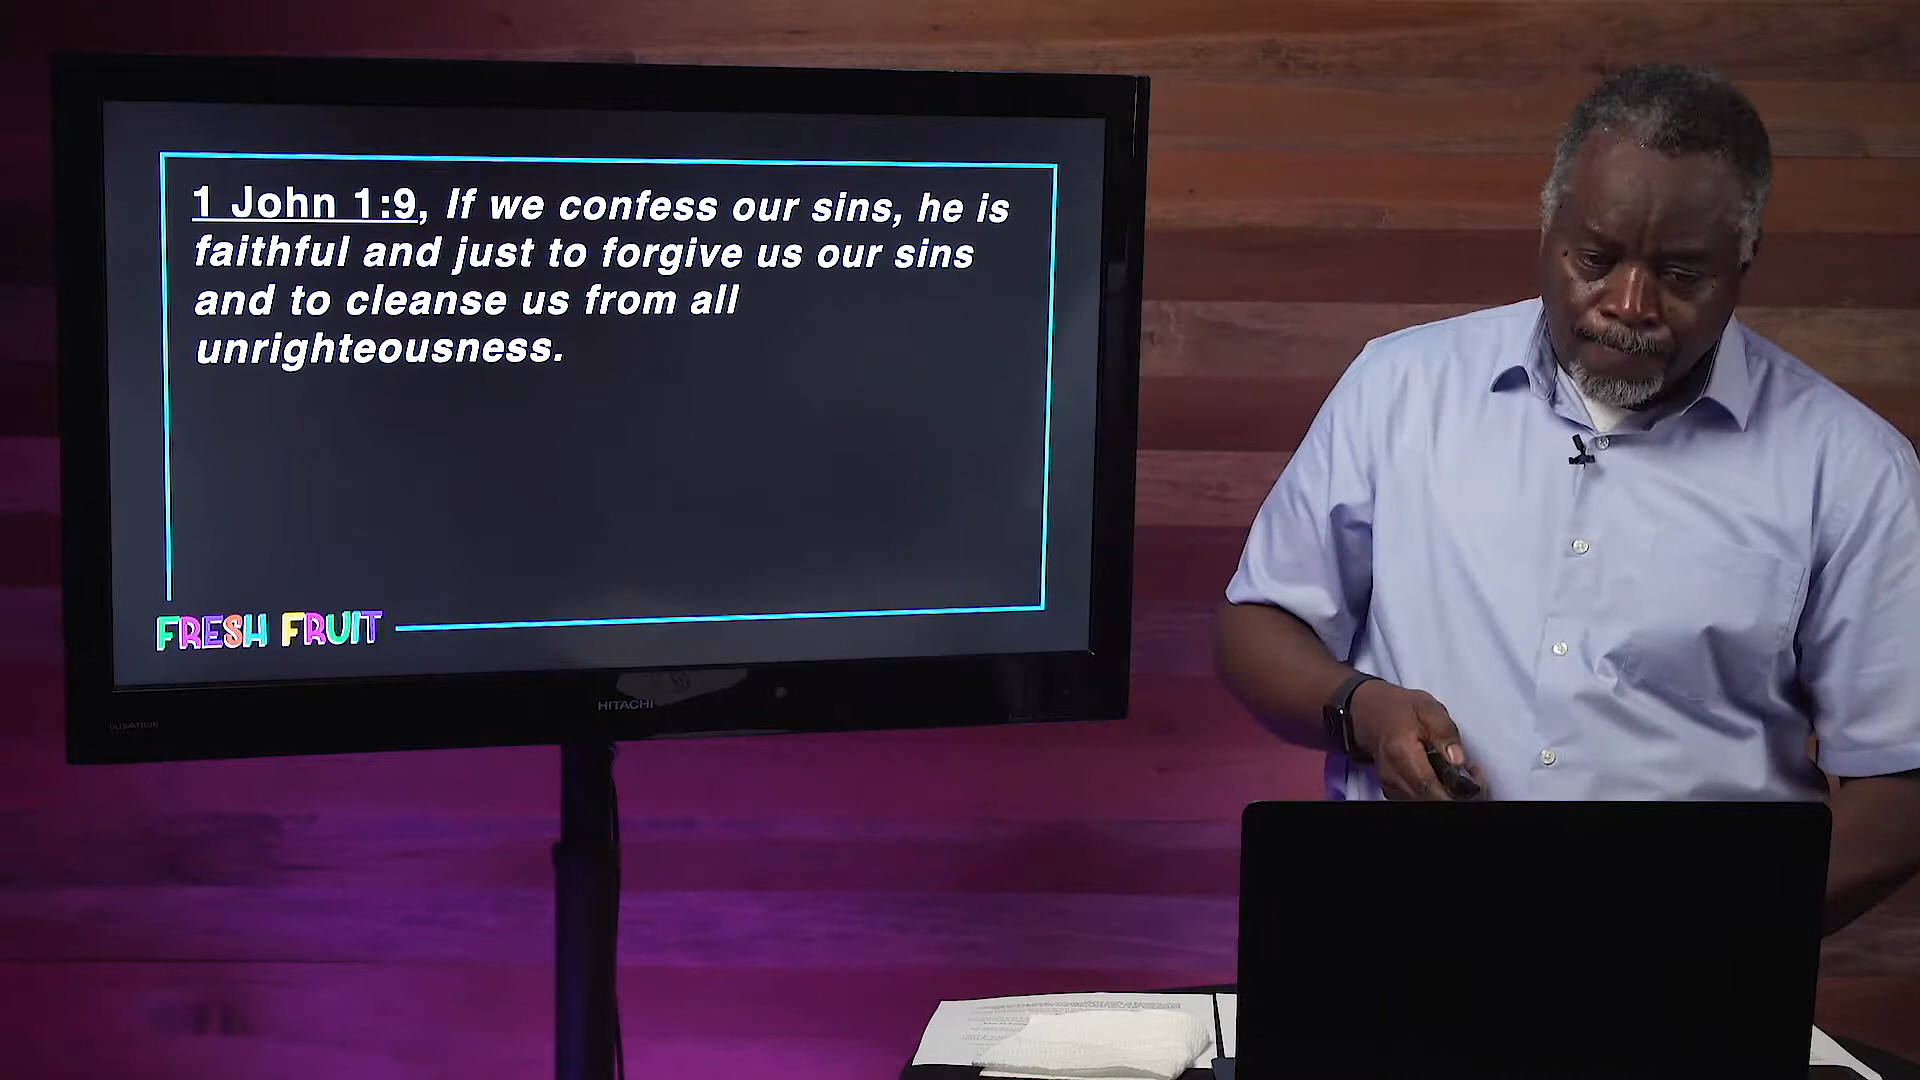 1 John 1:9, If we confess our sins, he is
faithful and just to forgive us our sins
and to cleanse us from all
unrighteousness.
FRESH FRUIT
HITACHI
ULTRAVISION